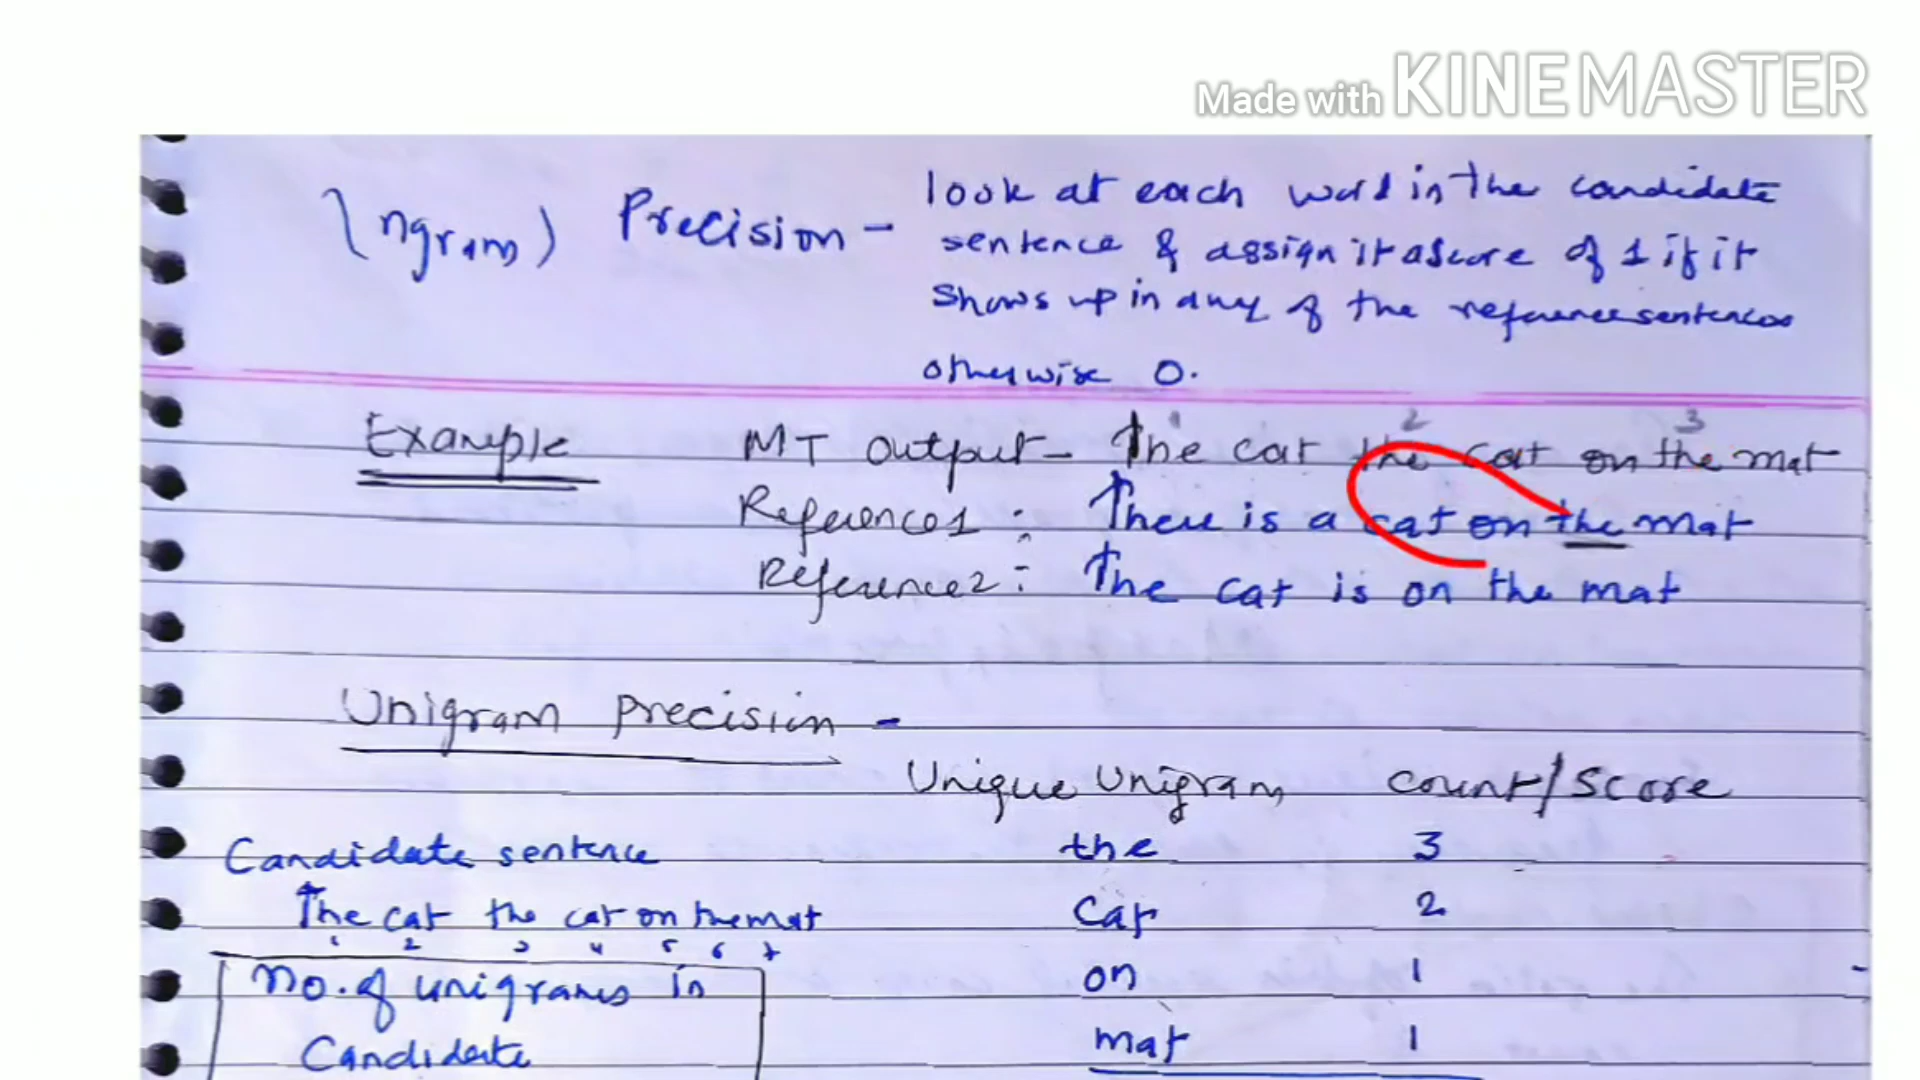 Made with KINEMASTER
(ngram) Precision - look at each word in the candidate
sentence & assign it a score of 1 if it
shows up in any of the reference sentences
otherwise 0.
1 2 3
Example MT output - The cat the cat on the mat
Reference 1 : There is a cat on the mat
Reference 2 : The cat is on the mat
Unigram precision -
Unique Unigram count/score
Candidate sentence the 3
The cat the cat on the mat cat 2
1 2 3 4 5 6 7
No. of unigrams in on 1
Candidate mat 1